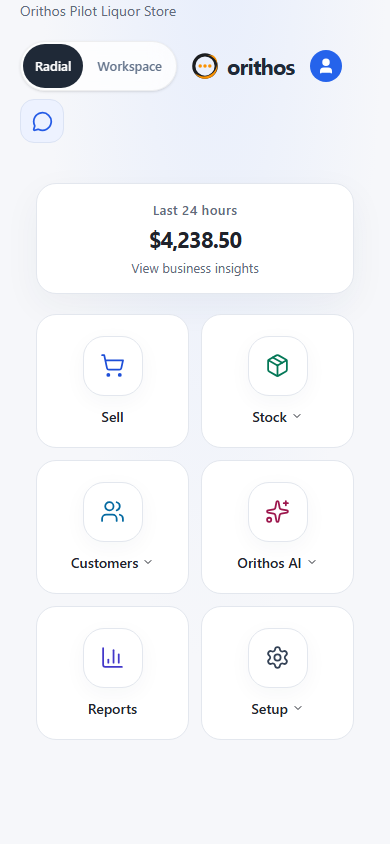 Orithos Pilot Liquor Store
Radial Workspace orithos
Last 24 hours
$4,238.50
View business insights
Sell Stock
Customers Orithos AI
Reports Setup